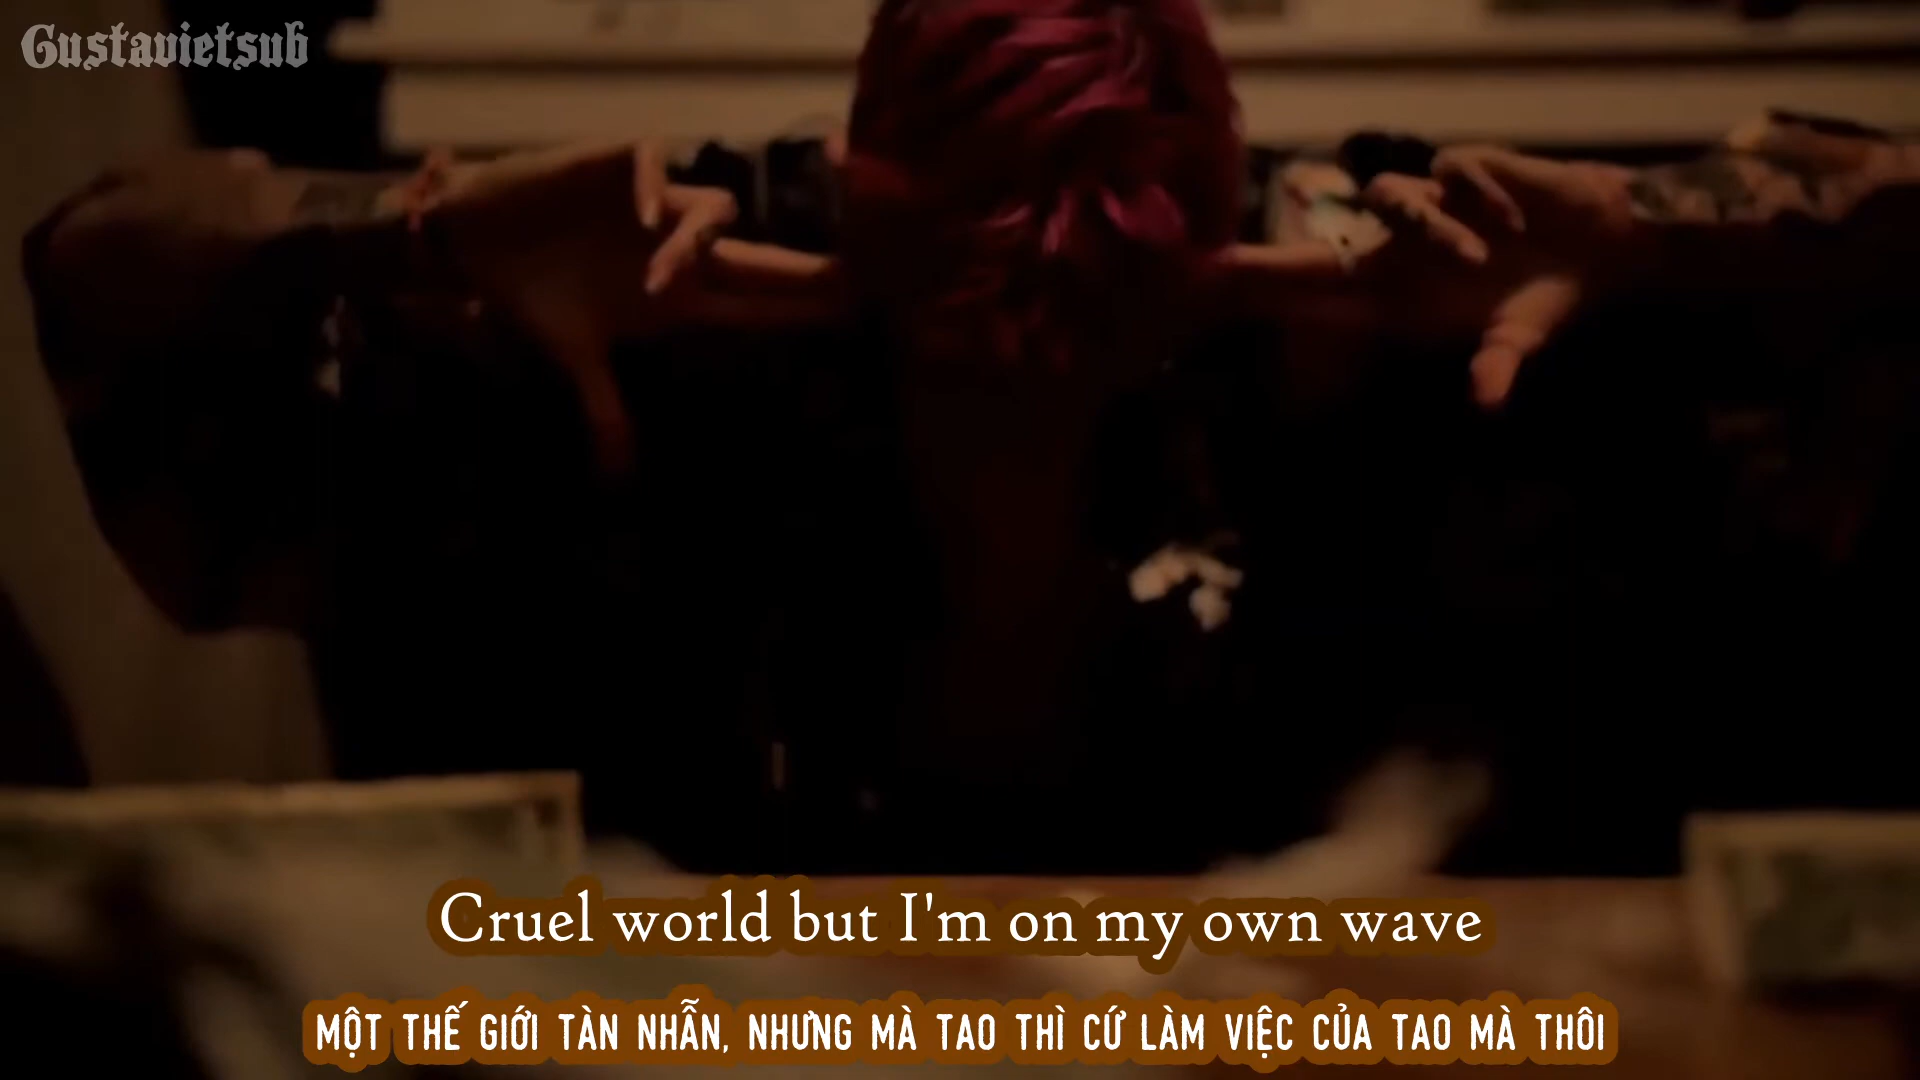 Gustavietsub
Cruel world but I'm on my own wave
MỘT THẾ GIỚI TÀN NHẪN, NHƯNG MÀ TAO THÌ CỨ LÀM VIỆC CỦA TAO MÀ THÔI